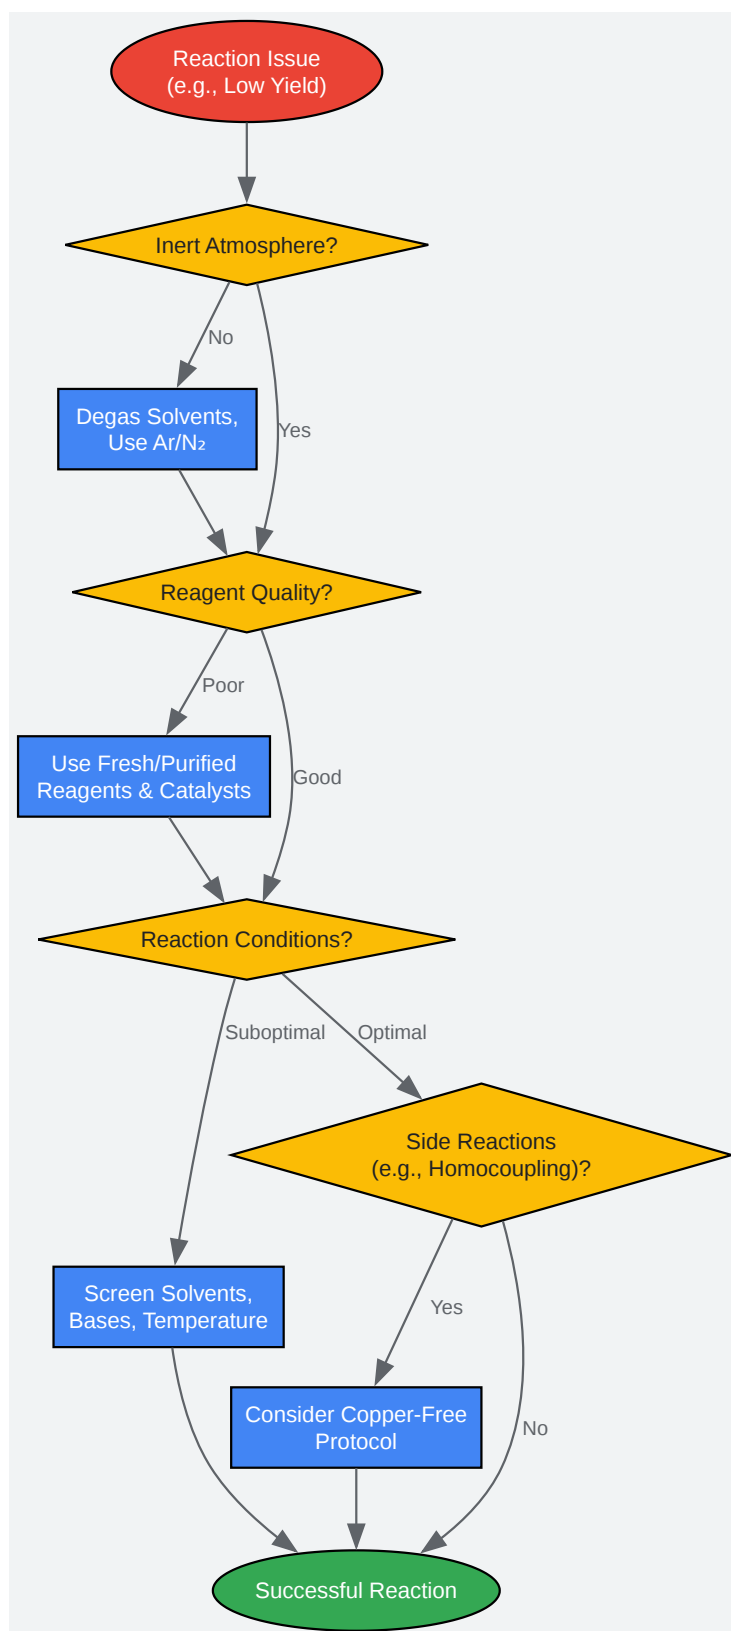 Reaction Issue
(e.g., Low Yield)
Inert Atmosphere?
No
Degas Solvents,
Use Ar/N₂
Yes
Reagent Quality?
Poor
Use Fresh/Purified
Reagents & Catalysts
Good
Reaction Conditions?
Suboptimal
Optimal
Side Reactions
(e.g., Homocoupling)?
Screen Solvents,
Bases, Temperature
Yes
Consider Copper-Free
Protocol
No
Successful Reaction